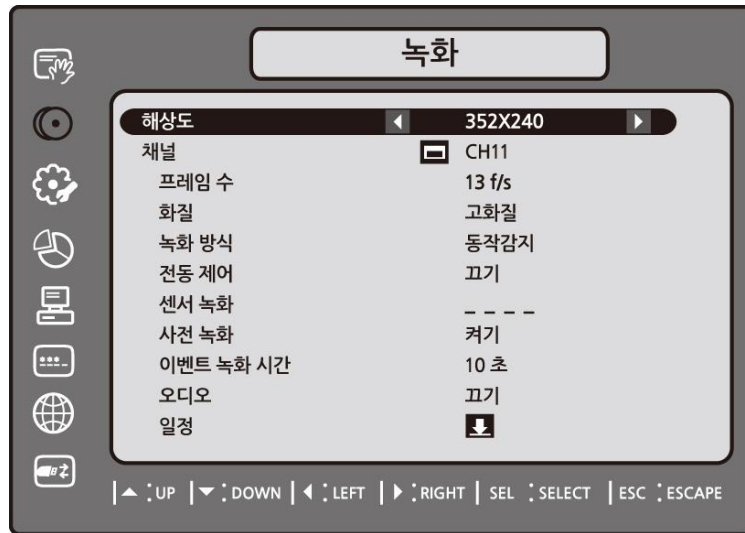 녹화
해상도 352X240
채널 CH11
프레임 수 13 f/s
화질 고화질
녹화 방식 동작감지
전동 제어 끄기
센서 녹화 _ _ _ _
사전 녹화 켜기
이벤트 녹화 시간 10 초
오디오 끄기
일정
UP DOWN LEFT RIGHT SEL : SELECT ESC : ESCAPE